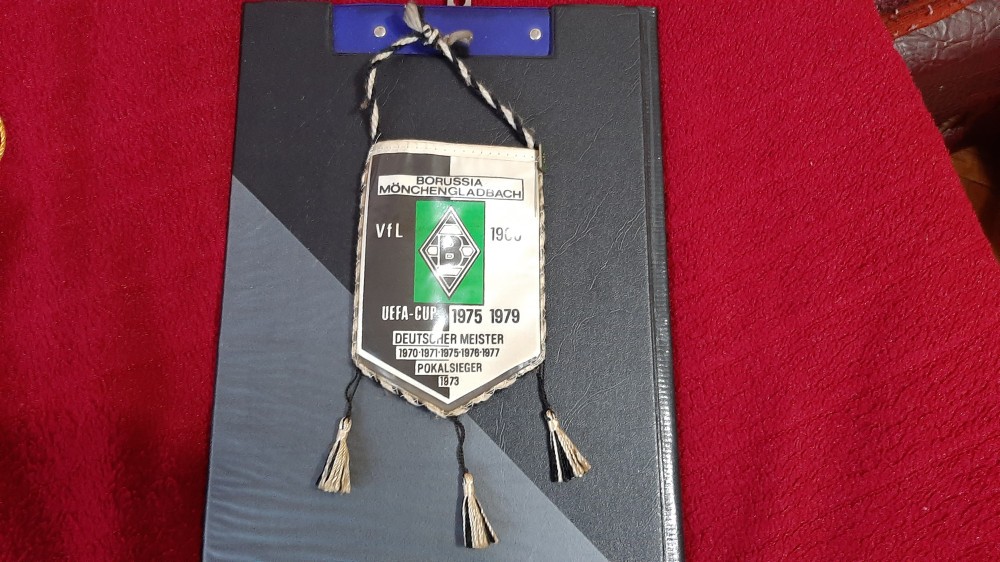 BORUSSIA
MÖNCHENGLADBACH
VfL
B
UEFA-CUP 1975 1979
DEUTSCHER MEISTER
1970-1971-1975-1976-1977
POKALSIEGER
1973